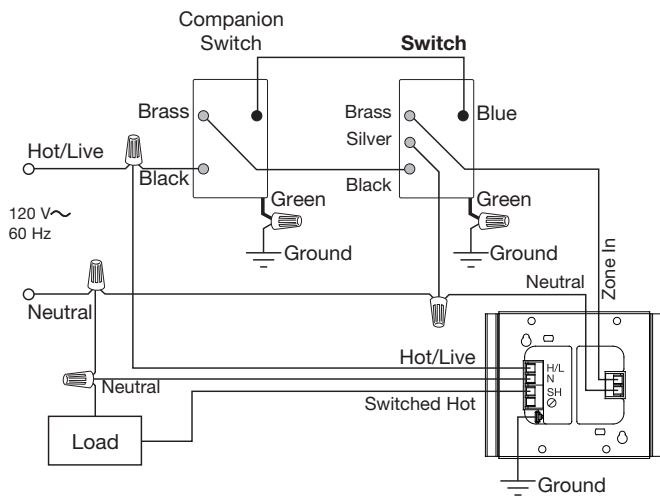 Companion
Switch
Switch
Brass
Brass
Blue
Silver
Hot/Live
Black
Black
Green
Green
120 V~
60 Hz
Ground
Ground
Zone In
Neutral
Neutral
Hot/Live
H/L
N
Neutral
SH
Switched Hot
Load
Ground